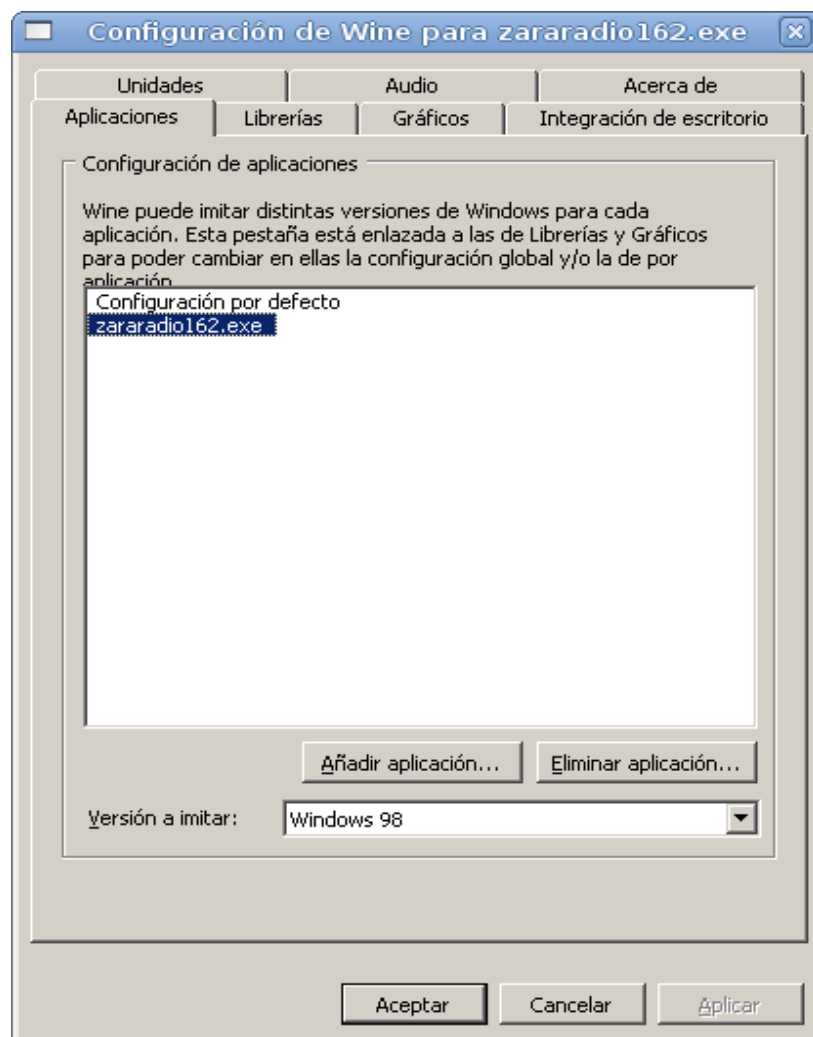 Configuración de Wine para zararadio162.exe
Unidades Audio Acerca de
Aplicaciones Librerías Gráficos Integración de escritorio
Configuración de aplicaciones
Wine puede imitar distintas versiones de Windows para cada
aplicación. Esta pestaña está enlazada a las de Librerías y Gráficos
para poder cambiar en ellas la configuración global y/o la de por
aplicación
Configuración por defecto
zararadio162.exe
Añadir aplicación... Eliminar aplicación...
Versión a imitar: Windows 98
Aceptar Cancelar Aplicar